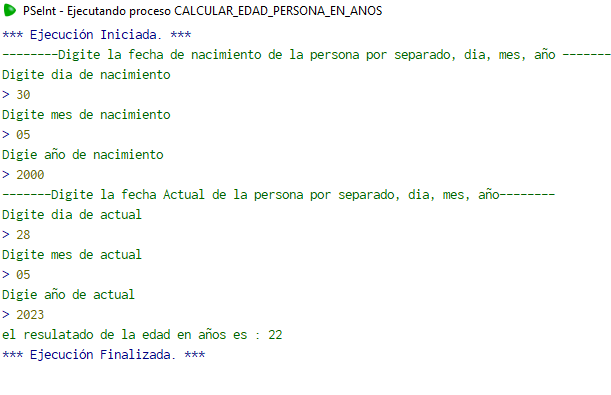 PSeInt - Ejecutando proceso CALCULAR_EDAD_PERSONA_EN_ANOS
*** Ejecución Iniciada. ***
--------Digite la fecha de nacimiento de la persona por separado, dia, mes, año -------
Digite dia de nacimiento
> 30
Digite mes de nacimiento
> 05
Digie año de nacimiento
> 2000
-------Digite la fecha Actual de la persona por separado, dia, mes, año--------
Digite dia de actual
> 28
Digite mes de actual
> 05
Digie año de actual
> 2023
el resulatado de la edad en años es : 22
*** Ejecución Finalizada. ***